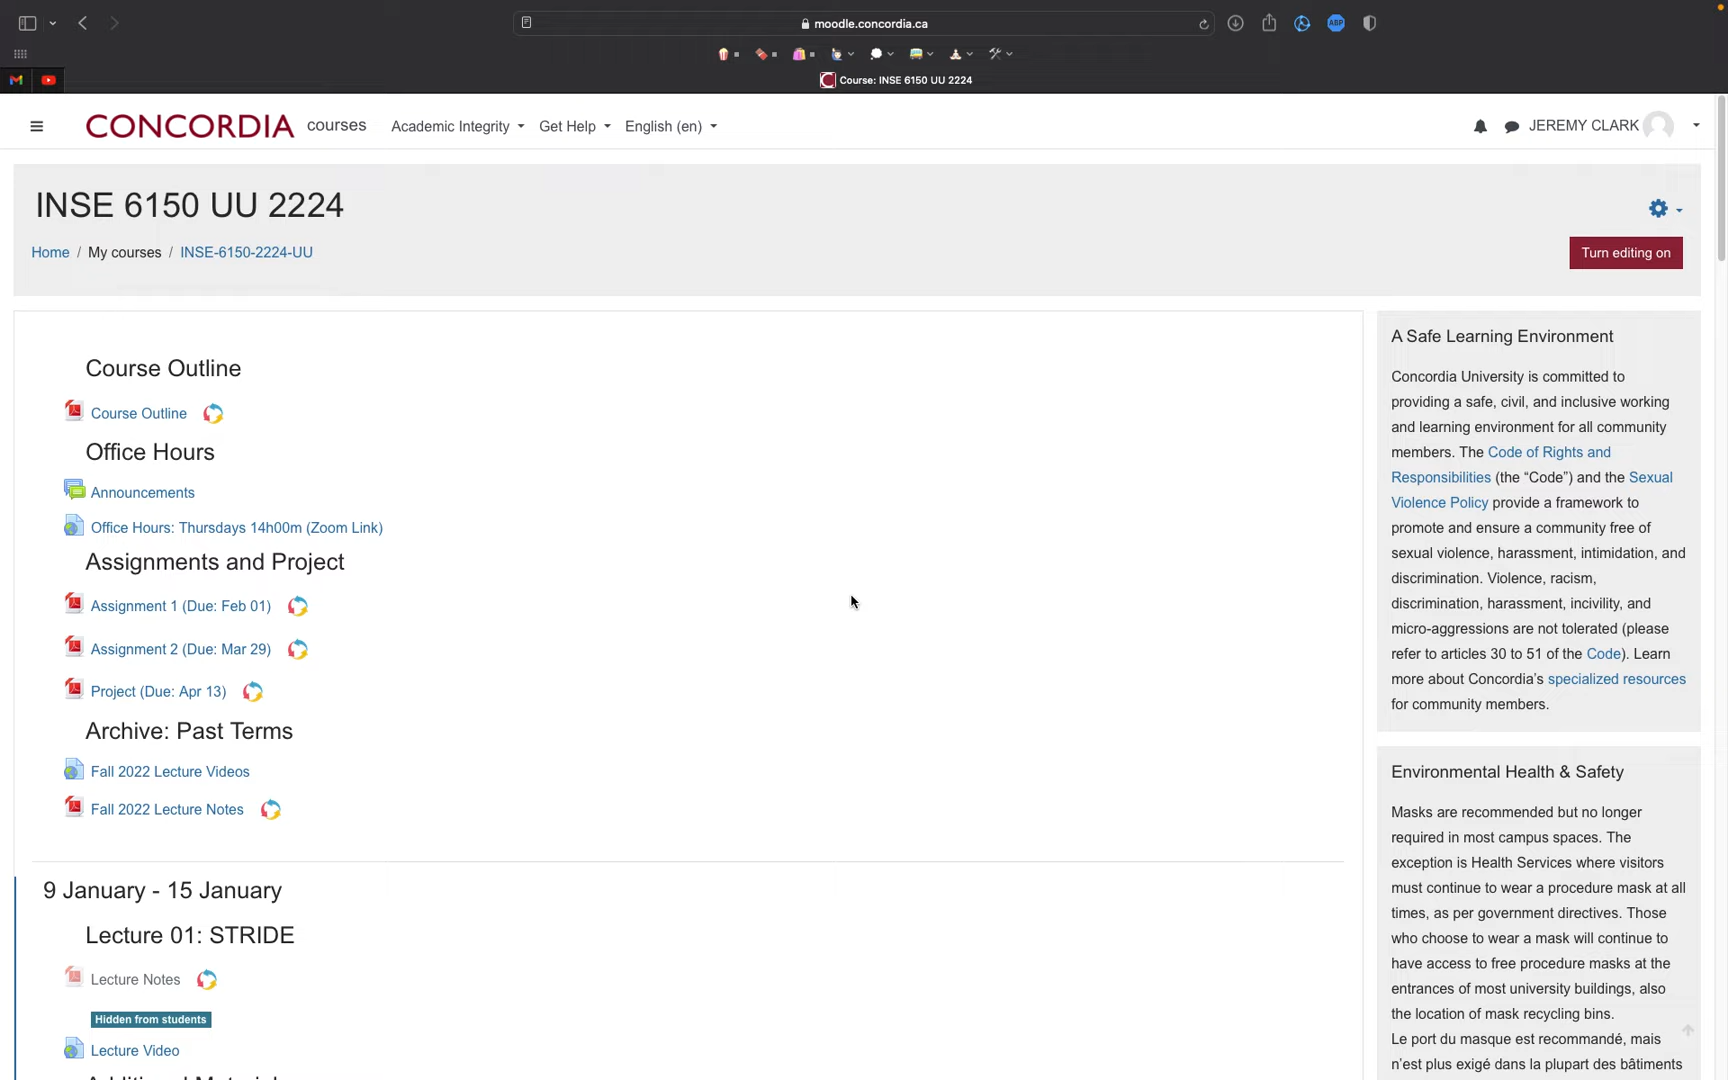 moodle.concordia.ca
ABP
Course: INSE 6150 UU 2224
CONCORDIA courses Academic Integrity Get Help English (en) JEREMY CLARK
INSE 6150 UU 2224
Home / My courses / INSE-6150-2224-UU
Turn editing on
Course Outline
Course Outline
Office Hours
Announcements
Office Hours: Thursdays 14h00m (Zoom Link)
Assignments and Project
Assignment 1 (Due: Feb 01)
Assignment 2 (Due: Mar 29)
Project (Due: Apr 13)
Archive: Past Terms
Fall 2022 Lecture Videos
Fall 2022 Lecture Notes
9 January - 15 January
Lecture 01: STRIDE
Lecture Notes
Hidden from students
Lecture Video
A Safe Learning Environment
Concordia University is committed to
providing a safe, civil, and inclusive working
and learning environment for all community
members. The Code of Rights and
Responsibilities (the “Code”) and the Sexual
Violence Policy provide a framework to
promote and ensure a community free of
sexual violence, harassment, intimidation, and
discrimination. Violence, racism,
discrimination, harassment, incivility, and
micro-aggressions are not tolerated (please
refer to articles 30 to 51 of the Code). Learn
more about Concordia’s specialized resources
for community members.
Environmental Health & Safety
Masks are recommended but no longer
required in most campus spaces. The
exception is Health Services where visitors
must continue to wear a procedure mask at all
times, as per government directives. Those
who choose to wear a mask will continue to
have access to free procedure masks at the
entrances of most university buildings, also
the location of mask recycling bins.
Le port du masque est recommandé, mais
n’est plus exigé dans la plupart des bâtiments